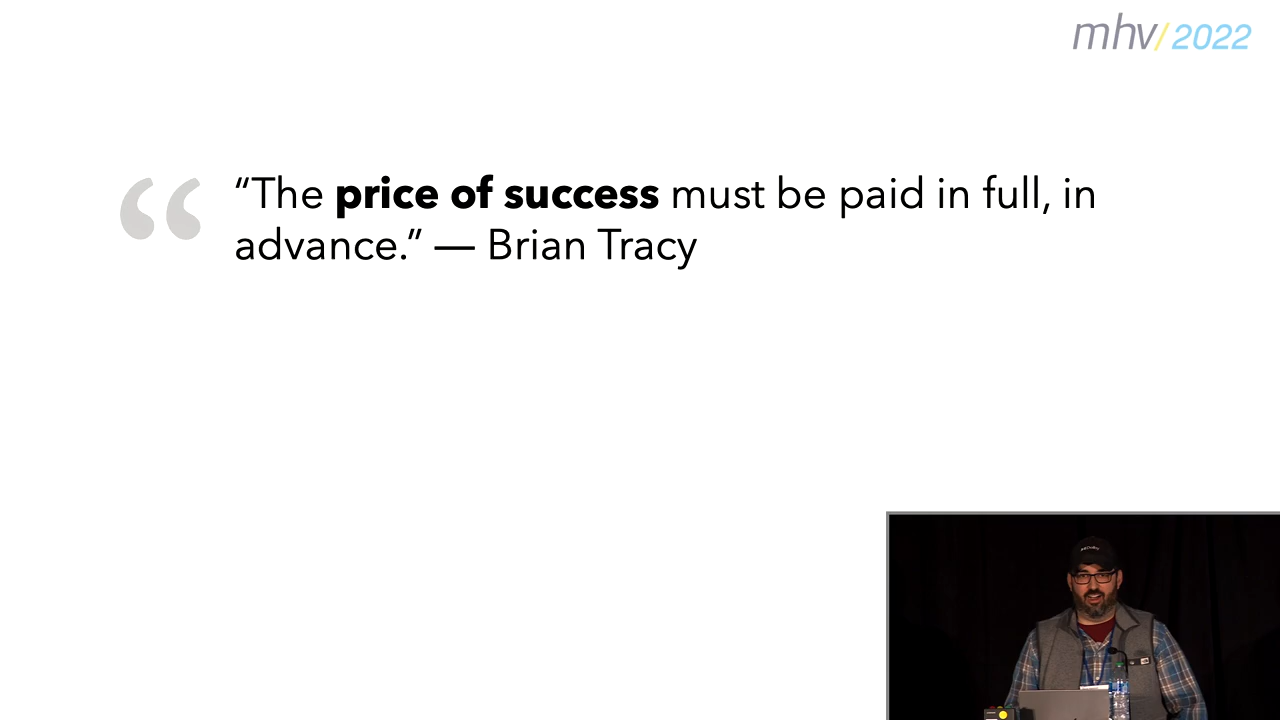 mhv/2022
“The price of success must be paid in full, in
advance.” — Brian Tracy